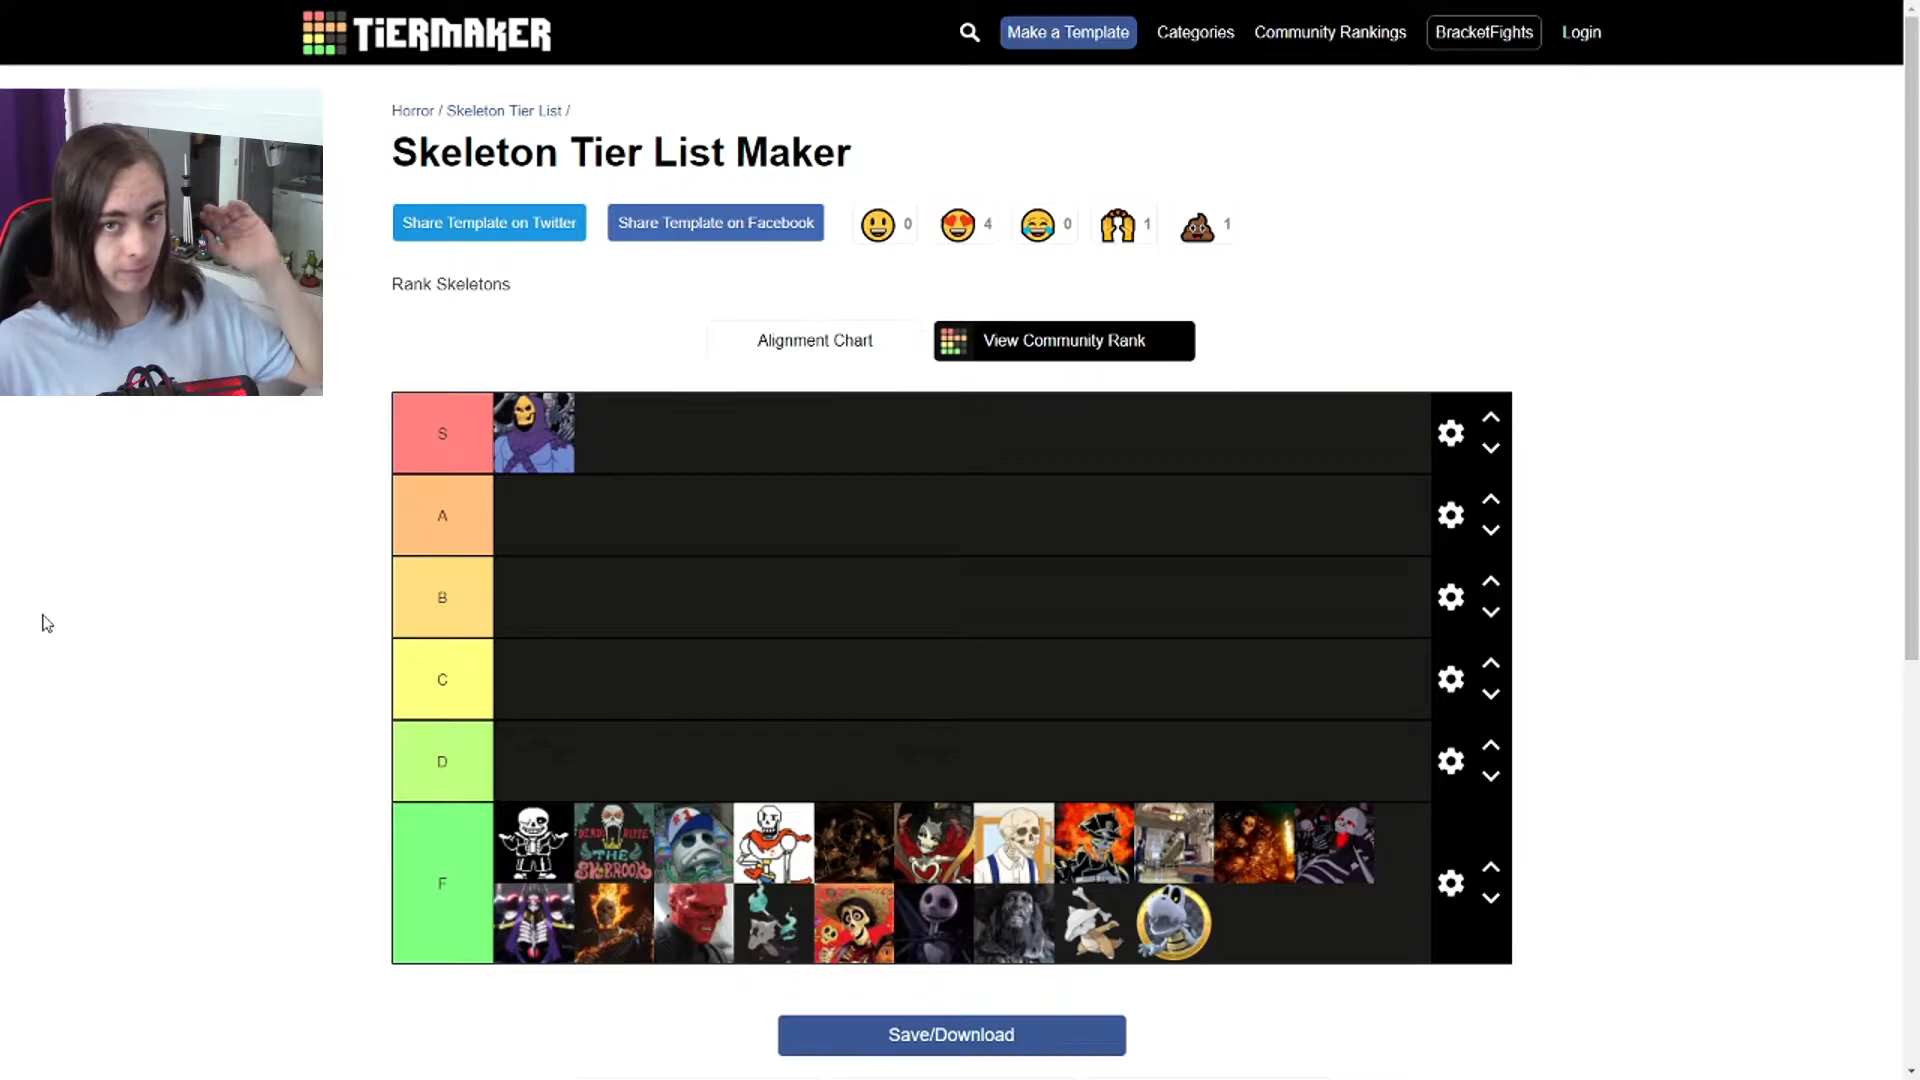 TiERMAKER
Make a Template
Categories
Community Rankings
BracketFights
Login
Horror / Skeleton Tier List /
Skeleton Tier List Maker
Share Template on Twitter
Share Template on Facebook
0
4
0
1
1
Rank Skeletons
Alignment Chart
View Community Rank
S
A
B
C
D
F
THE
#1
Save/Download